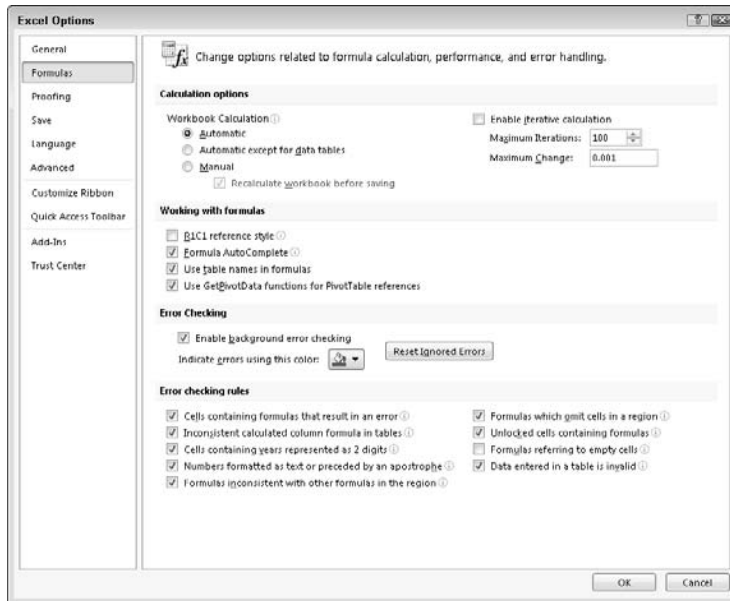 Excel Options
General
Formulas
Proofing
Save
Language
Advanced
Customize Ribbon
Quick Access Toolbar
Add-Ins
Trust Center
Change options related to formula calculation, performance, and error handling.
Calculation options
Workbook Calculation
Automatic
Automatic except for data tables
Manual
Recalculate workbook before saving
Enable iterative calculation
Maximum Iterations: 100
Maximum Change: 0.001
Working with formulas
R1C1 reference style
Formula AutoComplete
Use table names in formulas
Use GetPivotData functions for PivotTable references
Error Checking
Enable background error checking
Indicate errors using this color:
Reset Ignored Errors
Error checking rules
Cells containing formulas that result in an error
Inconsistent calculated column formula in tables
Cells containing years represented as 2 digits
Numbers formatted as text or preceded by an apostrophe
Formulas inconsistent with other formulas in the region
Formulas which omit cells in a region
Unlocked cells containing formulas
Formulas referring to empty cells
Data entered in a table is invalid
OK
Cancel